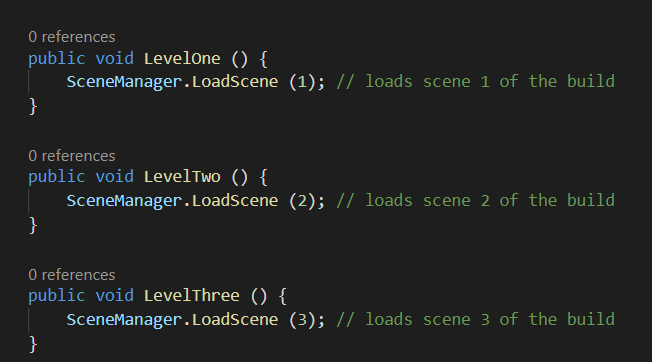 0 references
public void LevelOne () {
SceneManager.LoadScene (1); // loads scene 1 of the build
}
0 references
public void LevelTwo () {
SceneManager.LoadScene (2); // loads scene 2 of the build
}
0 references
public void LevelThree () {
SceneManager.LoadScene (3); // loads scene 3 of the build
}